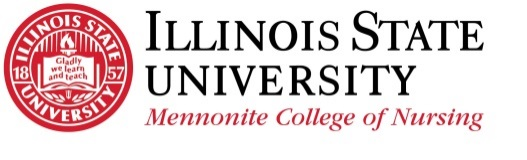 ILLINOIS STATE
UNIVERSITY
Gladly
we learn
and teach
18 57
ILLINOIS STATE
UNIVERSITY
Mennonite College of Nursing